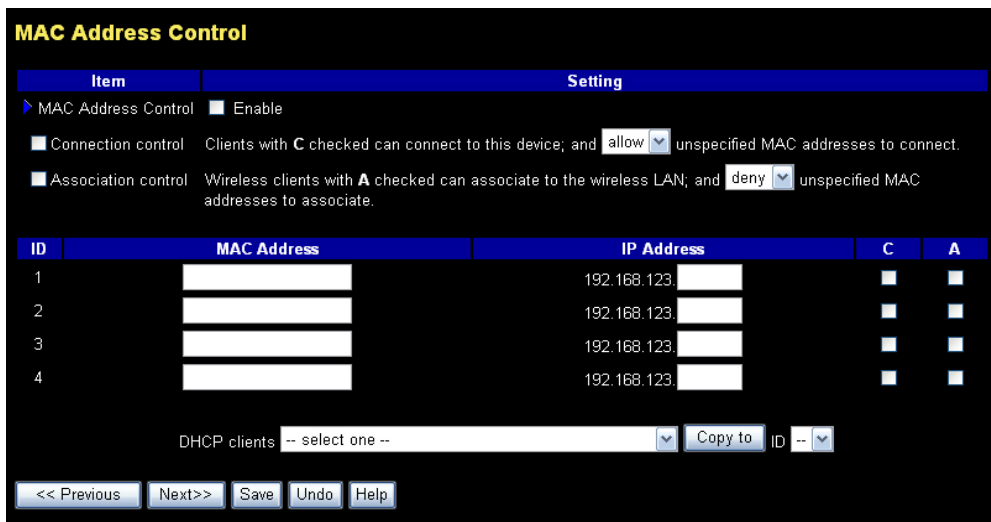 MAC Address Control
Item Setting
MAC Address Control Enable
Connection control Clients with C checked can connect to this device; and allow unspecified MAC addresses to connect.
Association control Wireless clients with A checked can associate to the wireless LAN; and deny unspecified MAC
addresses to associate.
ID MAC Address IP Address C A
1 192.168.123.
2 192.168.123.
3 192.168.123.
4 192.168.123.
DHCP clients -- select one -- Copy to ID --
<< Previous Next>> Save Undo Help